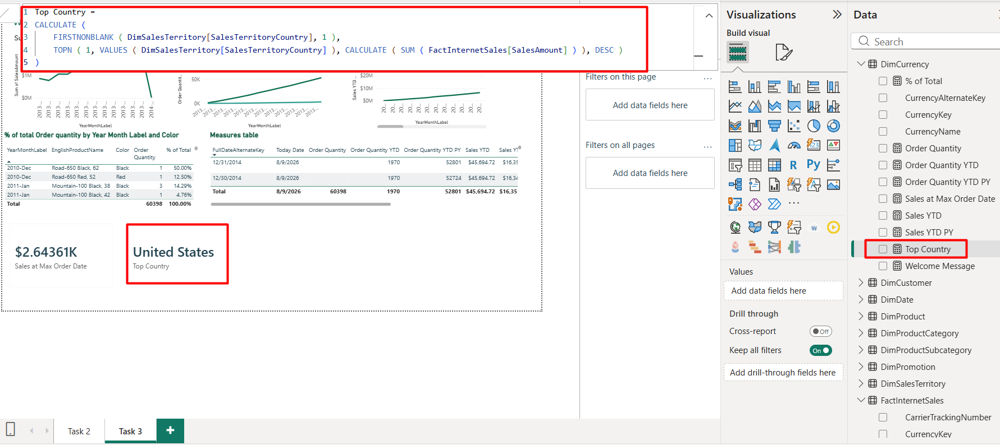 1 Top Country =
2 CALCULATE (
3 FIRSTNONBLANK ( DimSalesTerritory[SalesTerritoryCountry], 1 ),
4 TOPN ( 1, VALUES ( DimSalesTerritory[SalesTerritoryCountry] ), CALCULATE ( SUM ( FactInternetSales[SalesAmount] ) ), DESC )
5 )
Sum of SalesAmount
$1M
$0M
2013... 2013... 2013... 2013... 2013... 2013... 2013... 2013... 2013... 2013... 2013... 2014...
YearMonthLabel
Order Quantit...
50K
0K
2013... 2013... 2013... 2013... 2013... 2013... 2013... 2013... 2013... 2013... 2013... 2013...
YearMonthLabel
Sales YTD ...
$20M
$10M
$0M
20... 20... 20... 20... 20... 20... 20... 20... 20... 20... 20... 20...
YearMonthLabel
% of total Order quantity by Year Month Label and Color
YearMonthLabel EnglishProductName Color Order Quantity % of Total
2010-Dec Road-650 Black, 62 Black 1 50.00%
2010-Dec Road-650 Red, 52 Red 1 12.50%
2011-Jan Mountain-100 Black, 38 Black 3 14.29%
2011-Jan Mountain-100 Black, 42 Black 1 4.76%
Total 60398 100.00%
Measures table
FullDateAlternateKey Today Date Order Quantity Order Quantity YTD Order Quantity YTD PY Sales YTD Sales YT
12/31/2014 8/9/2026 1970 52801 $45,694.72 $16,35
12/30/2014 8/9/2026 1970 52724 $45,694.72 $16,34
Total 8/9/2026 60398 1970 52801 $45,694.72 $16,35
$2.64361K
Sales at Max Order Date
United States
Top Country
Task 2
Task 3
+
Filters on this page ...
Add data fields here
Filters on all pages ...
Add data fields here
Visualizations
Build visual
123
R
Py
...
W
Values
Add data fields here
Drill through
Cross-report
Off
Keep all filters
On
Add drill-through fields here
Data
Search
DimCurrency
% of Total
CurrencyAlternateKey
CurrencyKey
CurrencyName
Order Quantity
Order Quantity YTD
Order Quantity YTD PY
Sales at Max Order Date
Sales YTD
Sales YTD PY
Top Country
Welcome Message
DimCustomer
DimDate
DimProduct
DimProductCategory
DimProductSubcategory
DimPromotion
DimSalesTerritory
FactInternetSales
CarrierTrackingNumber
CurrencyKey